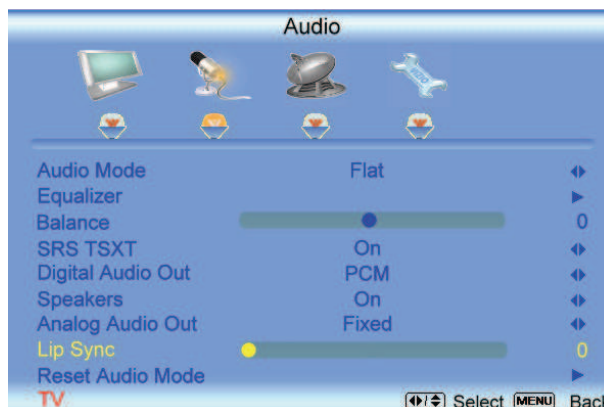 Audio
Audio Mode Flat
Equalizer
Balance 0
SRS TSXT On
Digital Audio Out PCM
Speakers On
Analog Audio Out Fixed
Lip Sync 0
Reset Audio Mode
TV Select MENU Back